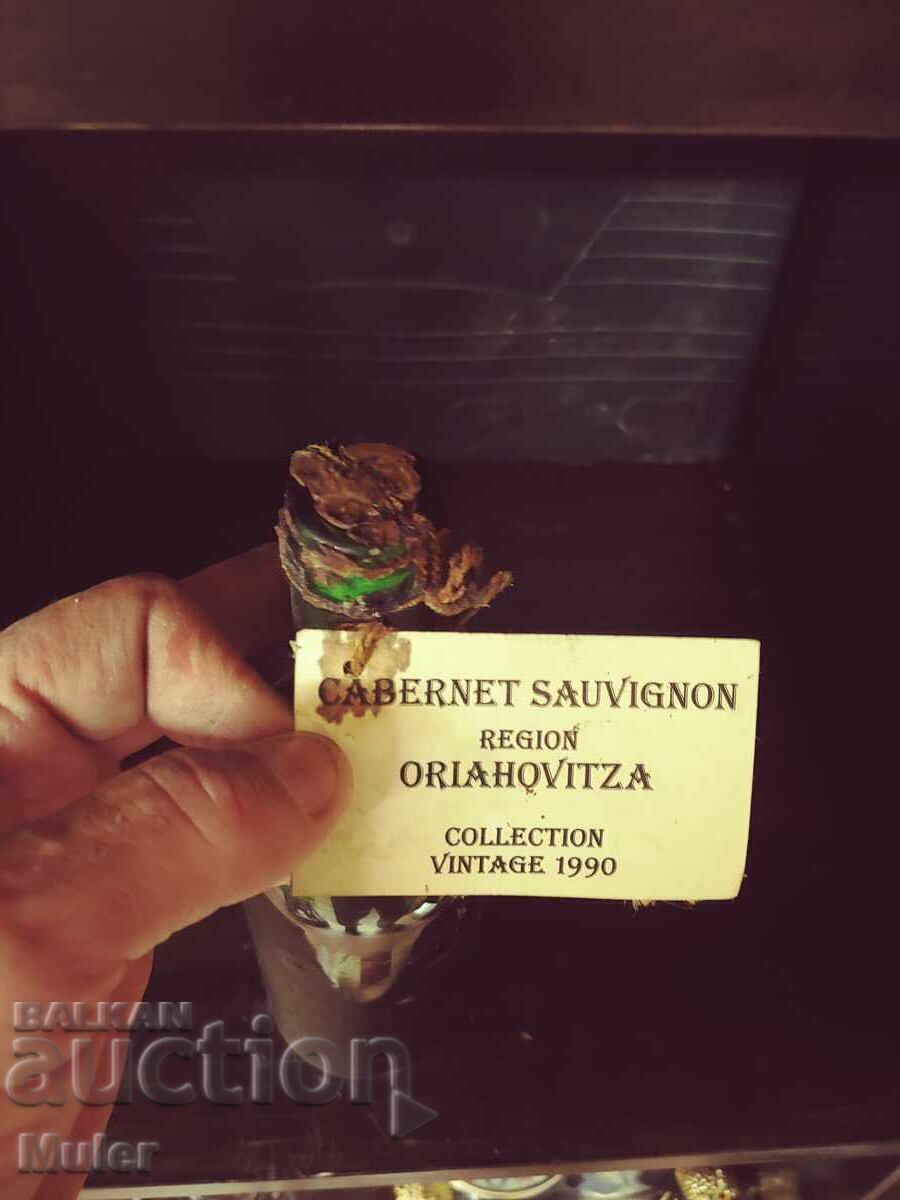 CABERNET SAUVIGNON
REGION
ORIAHOVITZA
COLLECTION
VINTAGE 1990
BALKAN
auction
Muler